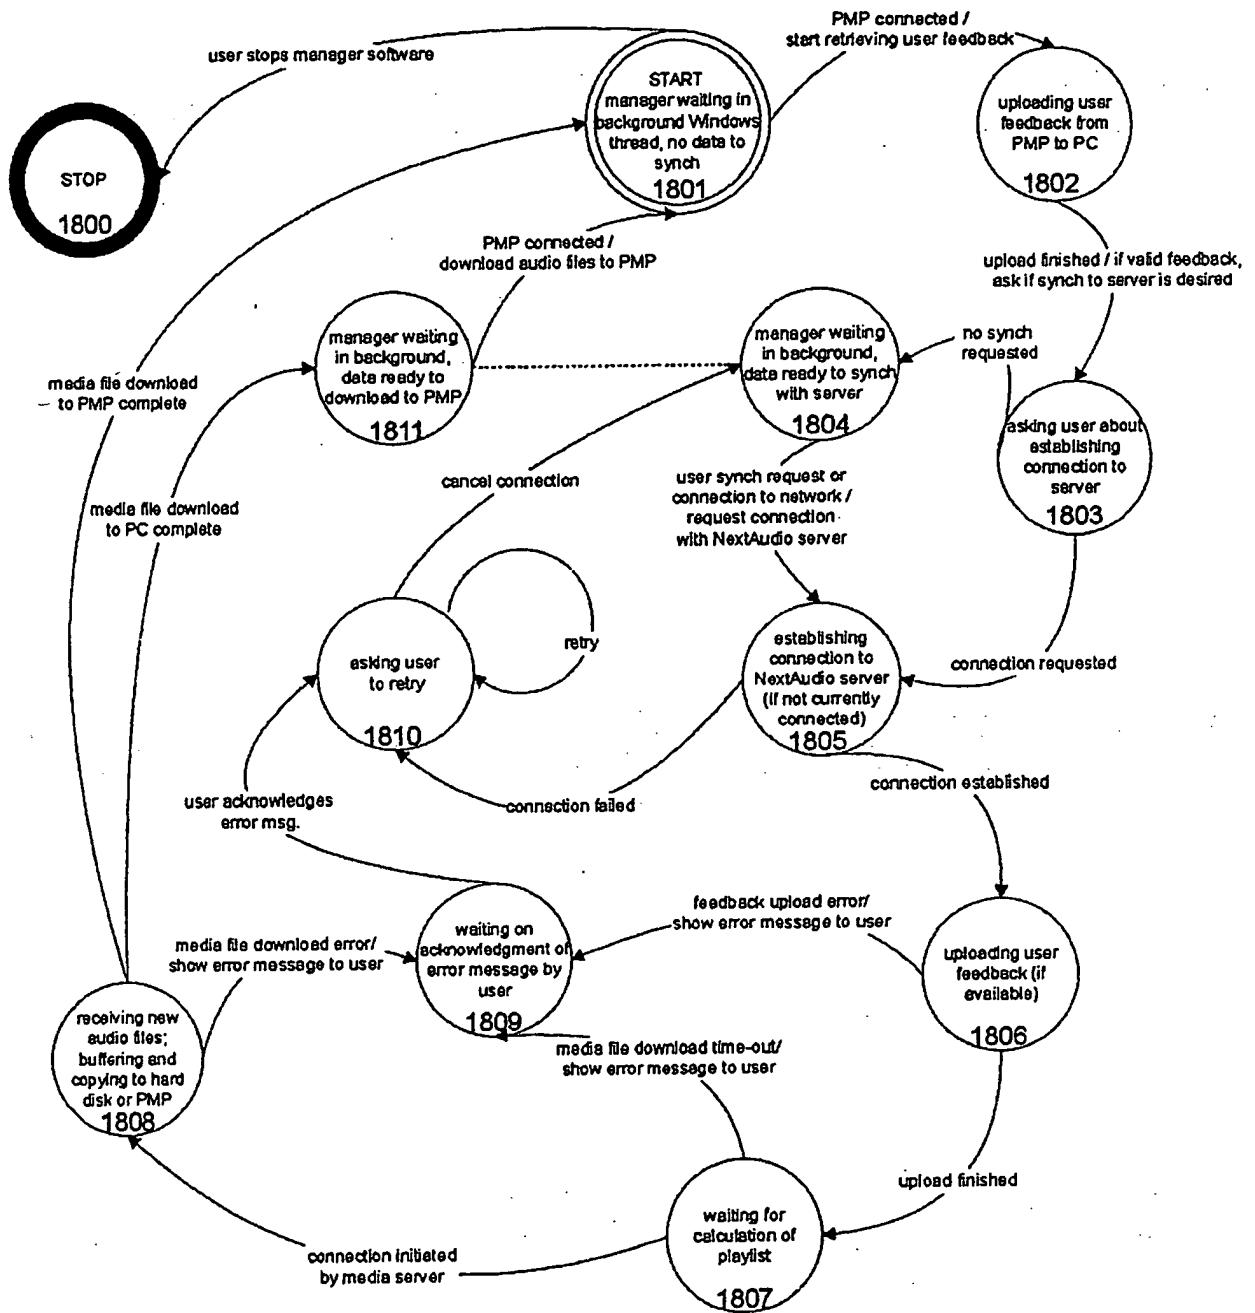 PMP connected /
start retrieving user feedback
user stops manager software
START
manager waiting in
background Windows
thread, no data to
synch
1801
uploading user
feedback from
PMP to PC
1802
STOP
1800
PMP connected /
download audio files to PMP
upload finished / if valid feedback,
ask if synch to server is desired
manager waiting
in background,
data ready to
download to PMP
1811
manager waiting
in background,
data ready to synch
with server
1804
no synch
requested
media file download
to PMP complete
asking user about
establishing
connection to
server
1803
cancel connection
user synch request or
connection to network /
request connection
with NextAudio server
media file download
to PC complete
retry
asking user
to retry
1810
establishing
connection to
NextAudio server
(if not currently
connected)
1805
connection requested
connection established
user acknowledges
error msg.
connection failed
feedback upload error/
show error message to user
media file download error/
show error message to user
waiting on
acknowledgment of
error message by
user
1809
uploading user
feedback (if
available)
1806
receiving new
audio files;
buffering and
copying to hard
disk or PMP
1808
media file download time-out/
show error message to user
upload finished
waiting for
calculation of
playlist
1807
connection initiated
by media server